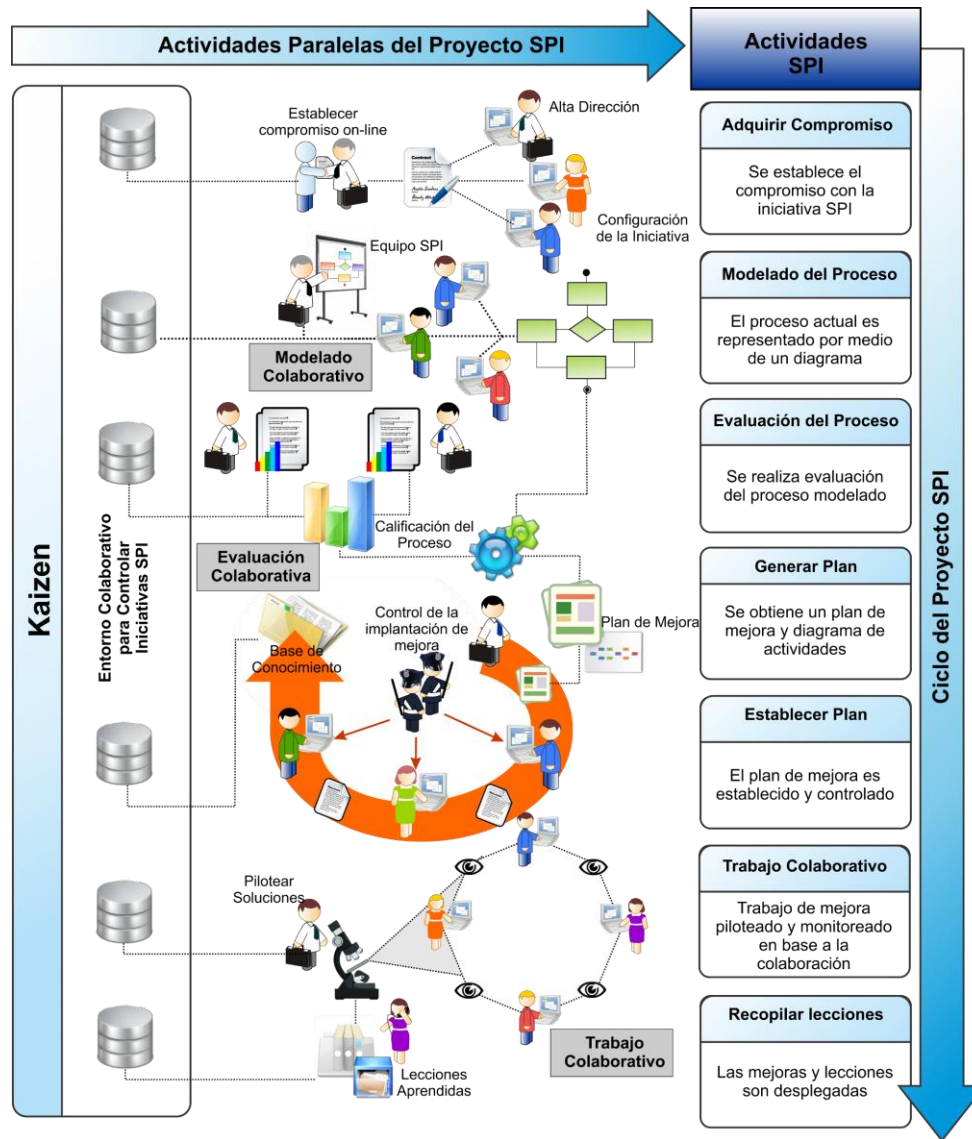 Actividades Paralelas del Proyecto SPI
Actividades
SPI
Kaizen
Entorno Colaborativo
para Controlar
Iniciativas SPI
Establecer
compromiso on-line
Contract
Alta Dirección
Configuración
de la Iniciativa
Equipo SPI
Modelado
Colaborativo
Calificación del
Proceso
Evaluación
Colaborativa
Control de la
implantación de
mejora
Base de
Conocimiento
Plan de Mejora
Pilotear
Soluciones
Lecciones
Aprendidas
Trabajo
Colaborativo
Adquirir Compromiso
Se establece el
compromiso con la
iniciativa SPI
Modelado del Proceso
El proceso actual es
representado por medio
de un diagrama
Evaluación del Proceso
Se realiza evaluación
del proceso modelado
Generar Plan
Se obtiene un plan de
mejora y diagrama de
actividades
Establecer Plan
El plan de mejora es
establecido y controlado
Trabajo Colaborativo
Trabajo de mejora
piloteado y monitoreado
en base a la
colaboración
Recopilar lecciones
Las mejoras y lecciones
son desplegadas
Ciclo del Proyecto SPI